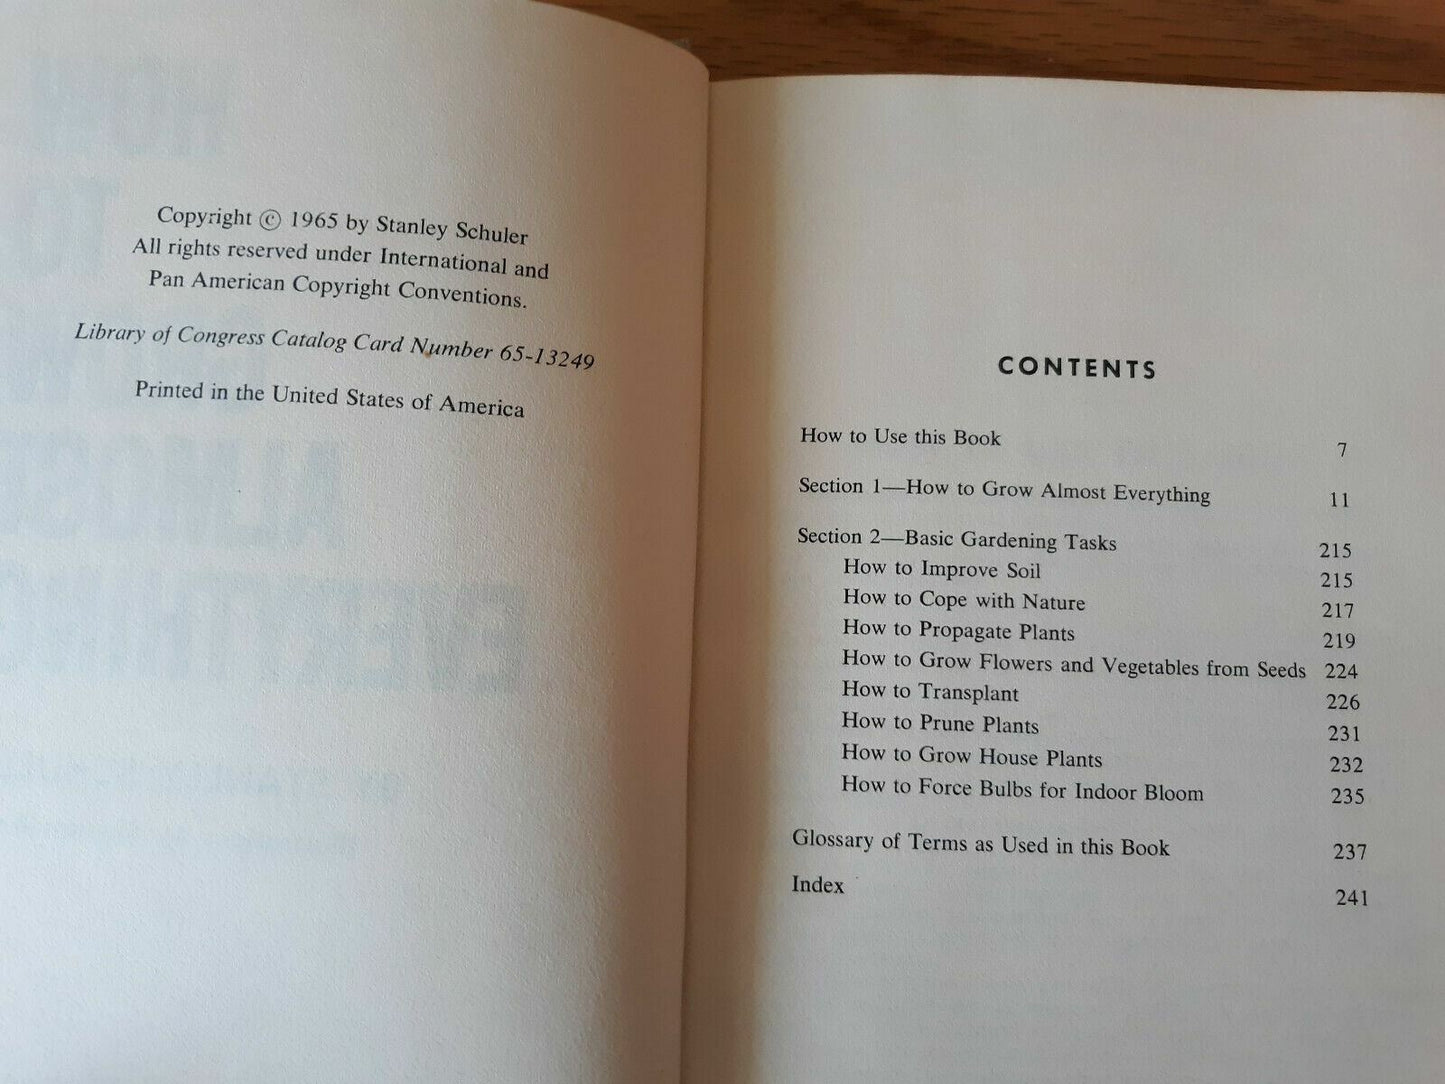 Copyright © 1965 by Stanley Schuler
All rights reserved under International and
Pan American Copyright Conventions.
Library of Congress Catalog Card Number 65-13249
Printed in the United States of America
CONTENTS
How to Use this Book 7
Section 1—How to Grow Almost Everything 11
Section 2—Basic Gardening Tasks 215
How to Improve Soil 215
How to Cope with Nature 217
How to Propagate Plants 219
How to Grow Flowers and Vegetables from Seeds 224
How to Transplant 226
How to Prune Plants 231
How to Grow House Plants 232
How to Force Bulbs for Indoor Bloom 235
Glossary of Terms as Used in this Book 237
Index 241